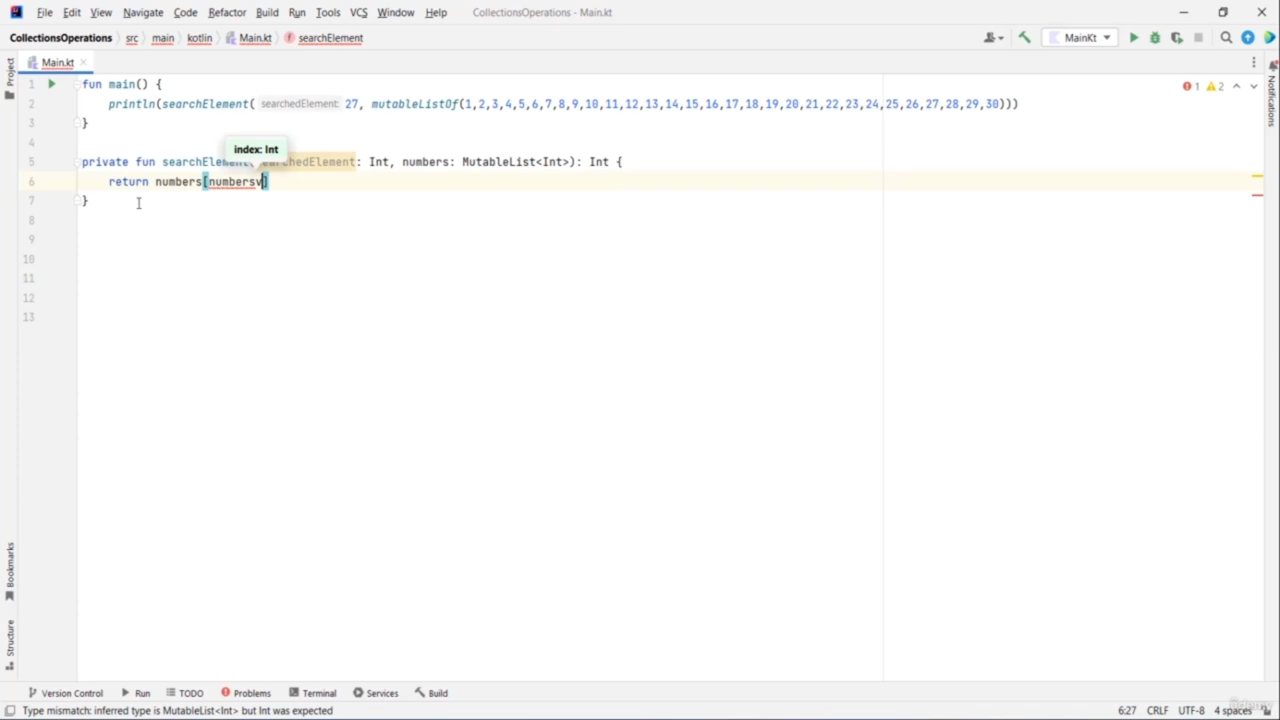 File Edit View Navigate Code Refactor Build Run Tools VCS Window Help CollectionsOperations - Main.kt
CollectionsOperations src main kotlin Main.kt searchElement MainKt
Project
Main.kt
1 fun main() { 1 2
2 println(searchElement( searchedElement: 27, mutableListOf(1,2,3,4,5,6,7,8,9,10,11,12,13,14,15,16,17,18,19,20,21,22,23,24,25,26,27,28,29,30)))
3 }
4
index: Int
5 private fun searchElement(searchedElement: Int, numbers: MutableList<Int>): Int {
6 return numbers[numbersv]
7 }
8
9
10
11
12
13
Notifications
Bookmarks
Structure
Version Control Run TODO Problems Terminal Services Build
Type mismatch: inferred type is MutableList<Int> but Int was expected 6:27 CRLF UTF-8 4 spaces